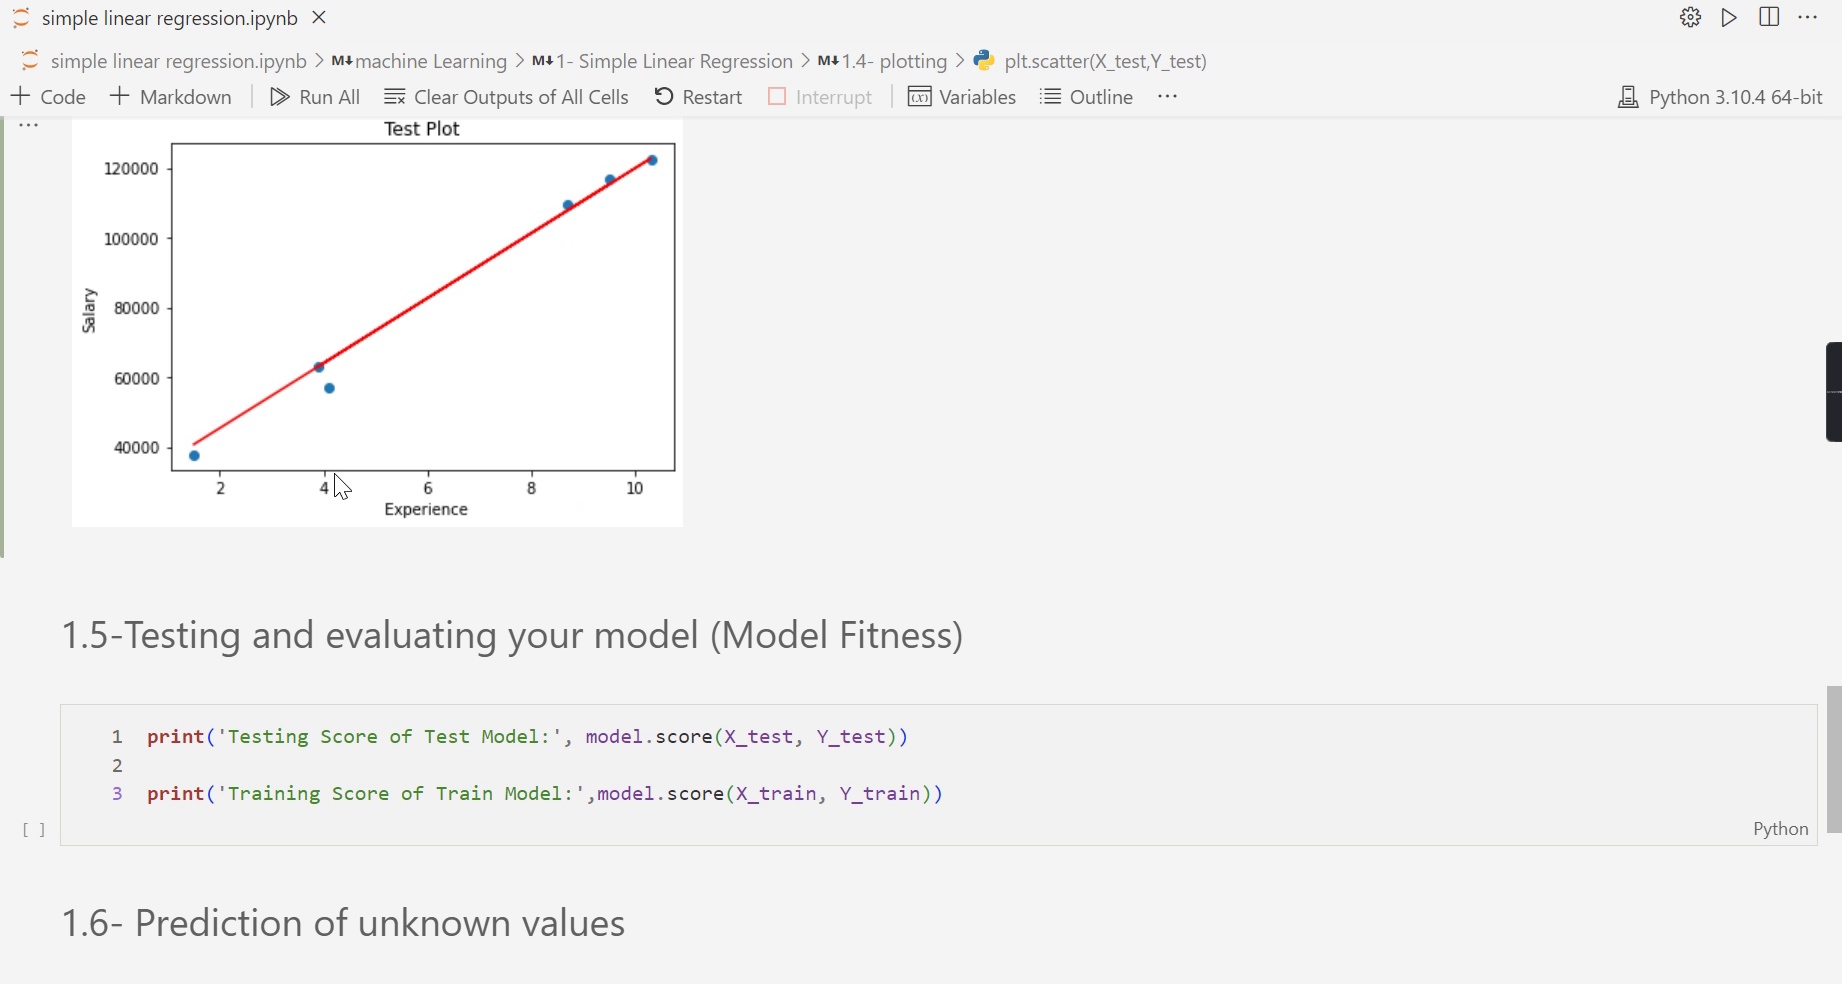 simple linear regression.ipynb
simple linear regression.ipynb > M↓ machine Learning > M↓ 1- Simple Linear Regression > M↓ 1.4- plotting > plt.scatter(X_test,Y_test)
+ Code + Markdown Run All Clear Outputs of All Cells Restart Interrupt Variables Outline ··· Python 3.10.4 64-bit
Test Plot
120000
100000
80000
60000
40000
Salary
2 4 6 8 10
Experience
1.5-Testing and evaluating your model (Model Fitness)
1 print('Testing Score of Test Model:', model.score(X_test, Y_test))
2
3 print('Training Score of Train Model:',model.score(X_train, Y_train))
[ ] Python
1.6- Prediction of unknown values